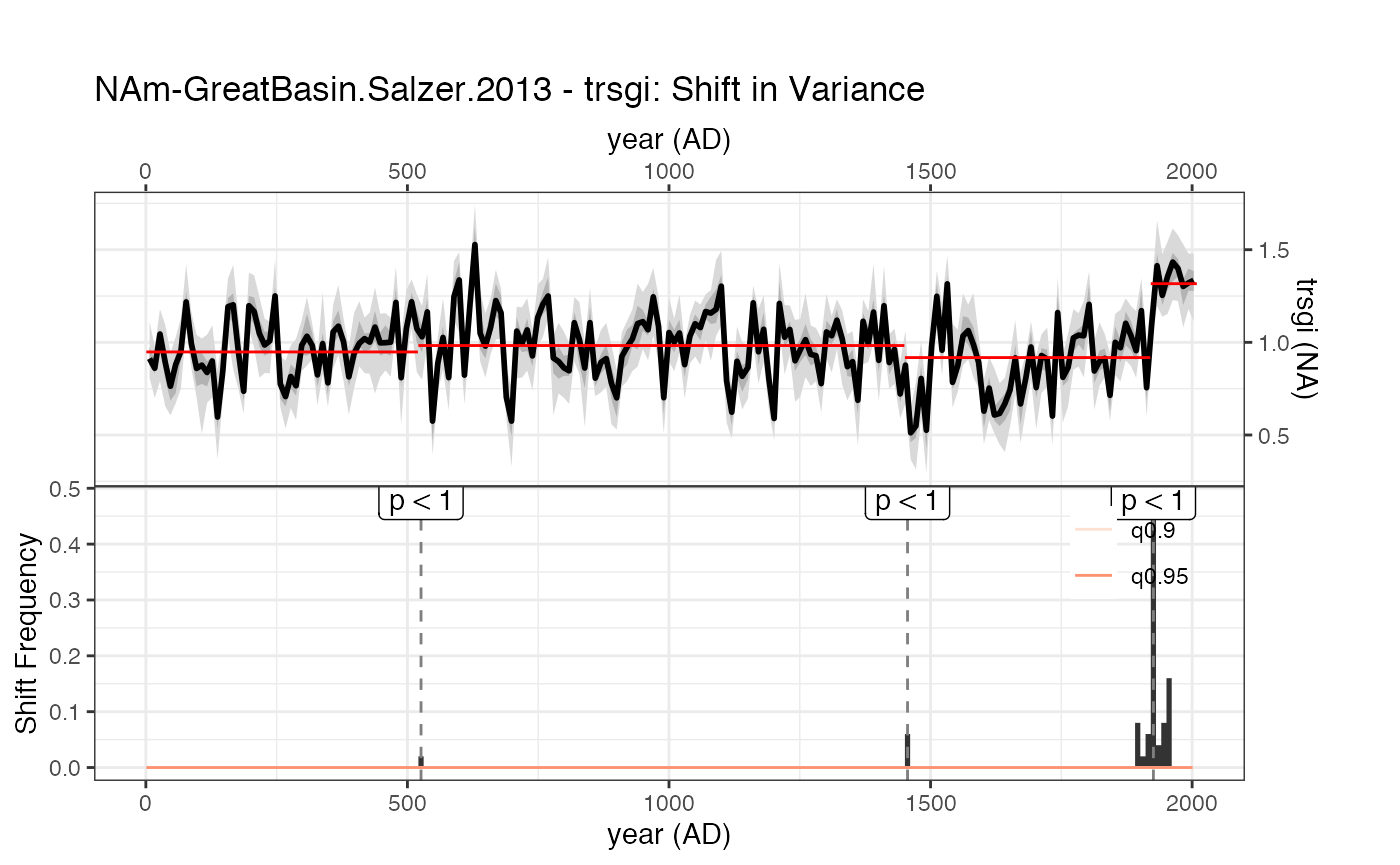 NAm-GreatBasin.Salzer.2013 - trsgi: Shift in Variance
year (AD)
0 500 1000 1500 2000
1.5
1.0
0.5
trsgi (NA)
0.5
0.4
0.3
0.2
0.1
0.0
Shift Frequency
p < 1 p < 1 p < 1
q0.9
q0.95
0 500 1000 1500 2000
year (AD)